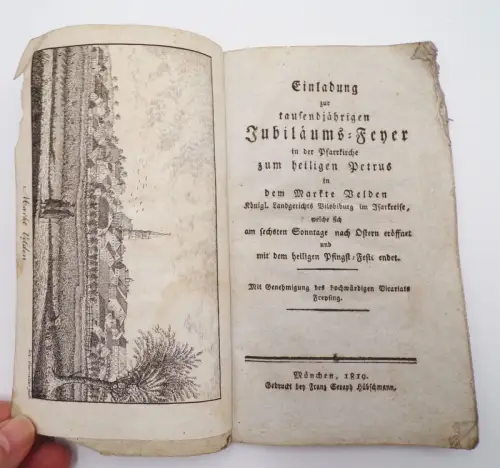 Markt Velden
Einladung
zur
tausendjährigen
Jubiläums-Feyer
in der Pfarrkirche
zum heiligen Petrus
in
dem Markte Velden
Königl. Landgerichts Vilsbiburg im Isarkreise,
welche sich
am sechsten Sonntage nach Ostern eröffnet
und
mit dem heiligen Pfingst-Feste endet.
Mit Genehmigung des hochwürdigen Vicariats
Freysing.
München, 1819.
Gedruckt bey Franz Seraph Hübschmann.